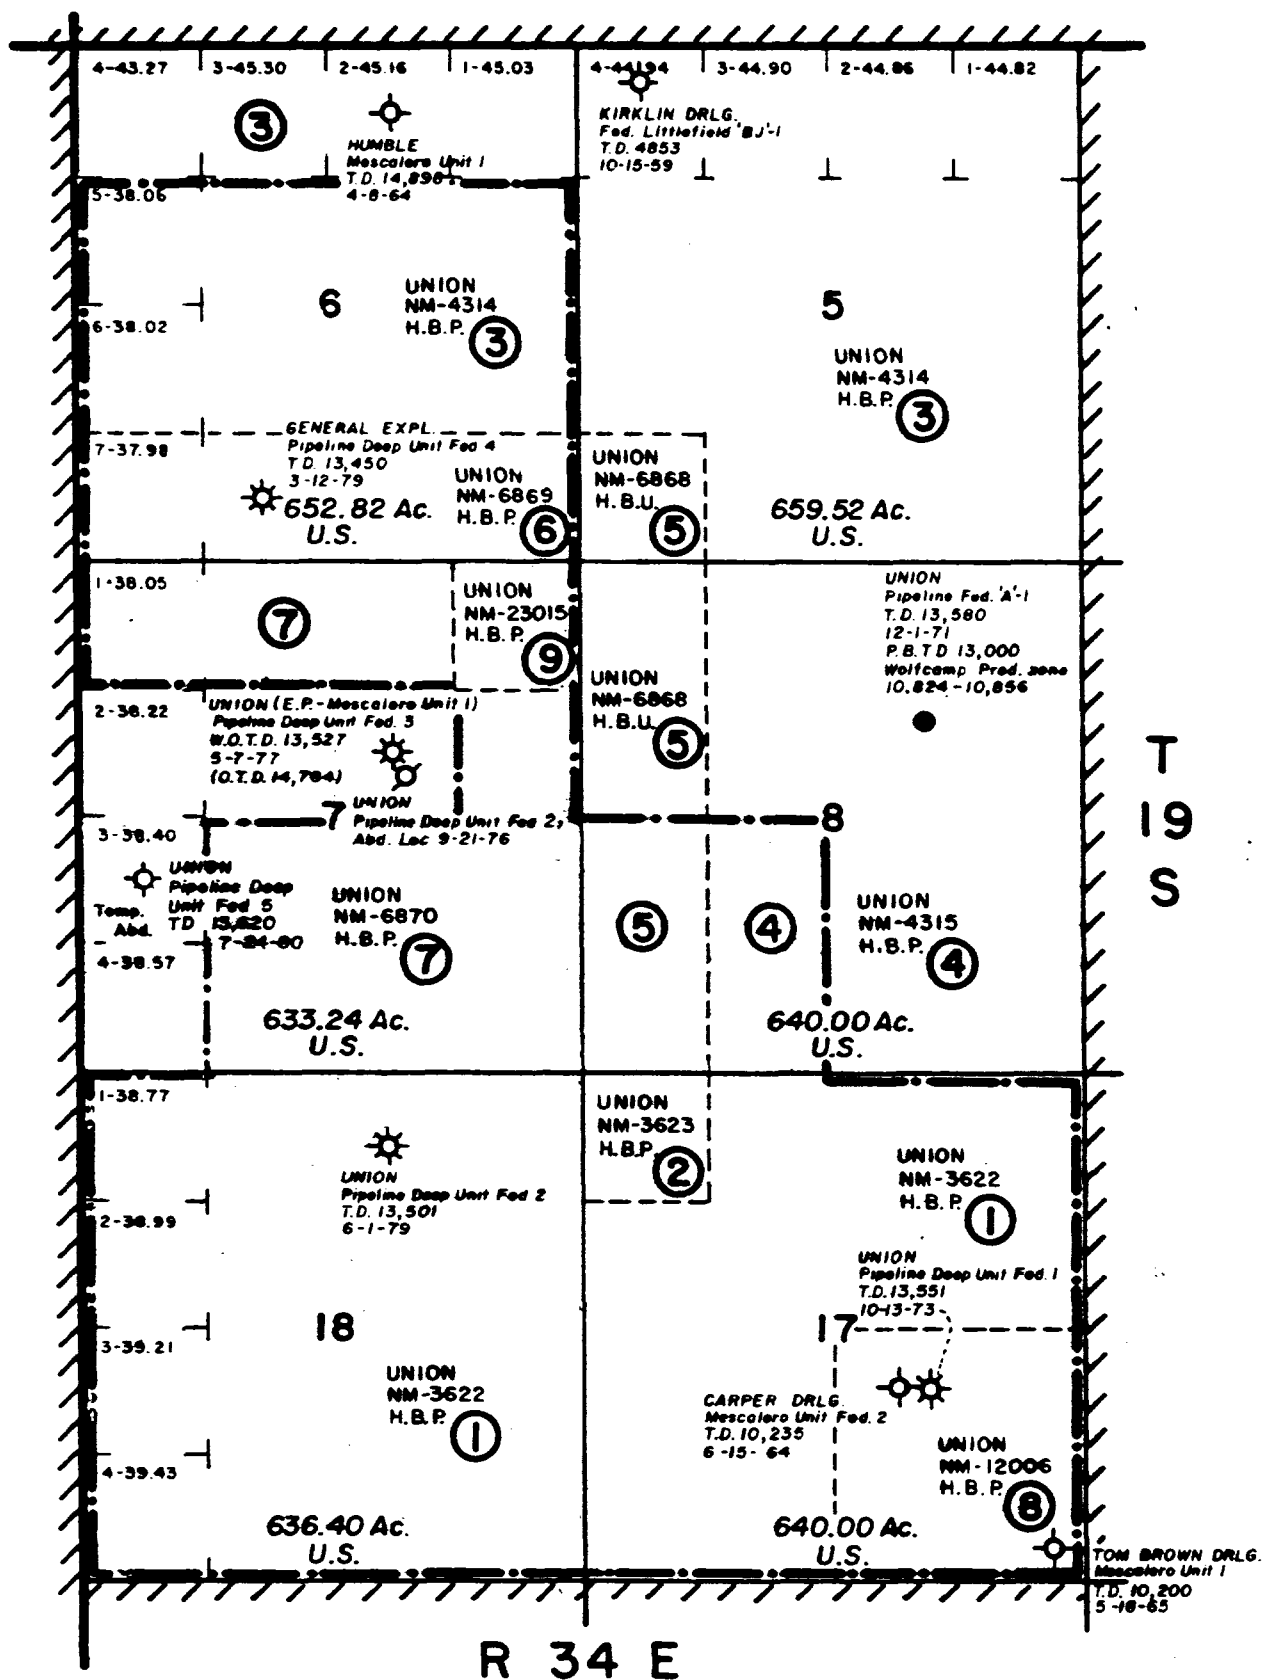 4-43.27 3-45.30 2-45.16 1-45.03 4-44.94 3-44.90 2-44.86 1-44.82
3
HUMBLE
Mescalero Unit 1
T.D. 14,898
4-8-64
KIRKLIN DRLG.
Fed. Littlefield 'BJ'-1
T.D. 4853
10-15-59
5-38.06
6-38.02
7-37.98
6
UNION
NM-4314
H.B.P.
3
5
UNION
NM-4314
H.B.P.
3
GENERAL EXPL.
Pipeline Deep Unit Fed 4
T.D. 13,450
3-12-79
652.82 Ac.
U.S.
UNION
NM-6869
H.B.P.
6
UNION
NM-6868
H.B.U.
5
659.52 Ac.
U.S.
1-38.05
7
UNION
NM-23015
H.B.P.
9
UNION
Pipeline Fed. 'A'-1
T.D. 13,580
12-1-71
P.B.T.D 13,000
Wolfcamp Prod. zone
10,824-10,856
2-38.22
UNION (E.P.-Mescalero Unit 1)
Pipeline Deep Unit Fed. 3
W.O.T.D. 13,527
5-7-77
(O.T.D. 14,784)
UNION
NM-6868
H.B.U.
5
7
UNION
Pipeline Deep Unit Fed 2,
Abd. Loc 9-21-76
8
3-38.40
UNION
Pipeline Deep
Unit Fed 5
TD 13,620
7-24-80
Temp.
Abd.
4-38.57
UNION
NM-6870
H.B.P.
7
5
4
UNION
NM-4315
H.B.P.
4
633.24 Ac.
U.S.
640.00 Ac.
U.S.
T
19
S
1-38.77
UNION
Pipeline Deep Unit Fed 2
T.D. 13,501
6-1-79
UNION
NM-3623
H.B.P.
2
UNION
NM-3622
H.B.P.
1
2-38.99
UNION
Pipeline Deep Unit Fed. 1
T.D. 13,551
10-13-73
3-39.21
18
17
UNION
NM-3622
H.B.P.
1
CARPER DRLG.
Mescalero Unit Fed. 2
T.D. 10,235
6-15-64
4-39.43
UNION
NM-12006
H.B.P.
8
636.40 Ac.
U.S.
640.00 Ac.
U.S.
TOM BROWN DRLG.
Mescalero Unit 1
T.D. 10,200
5-18-65
R 34 E